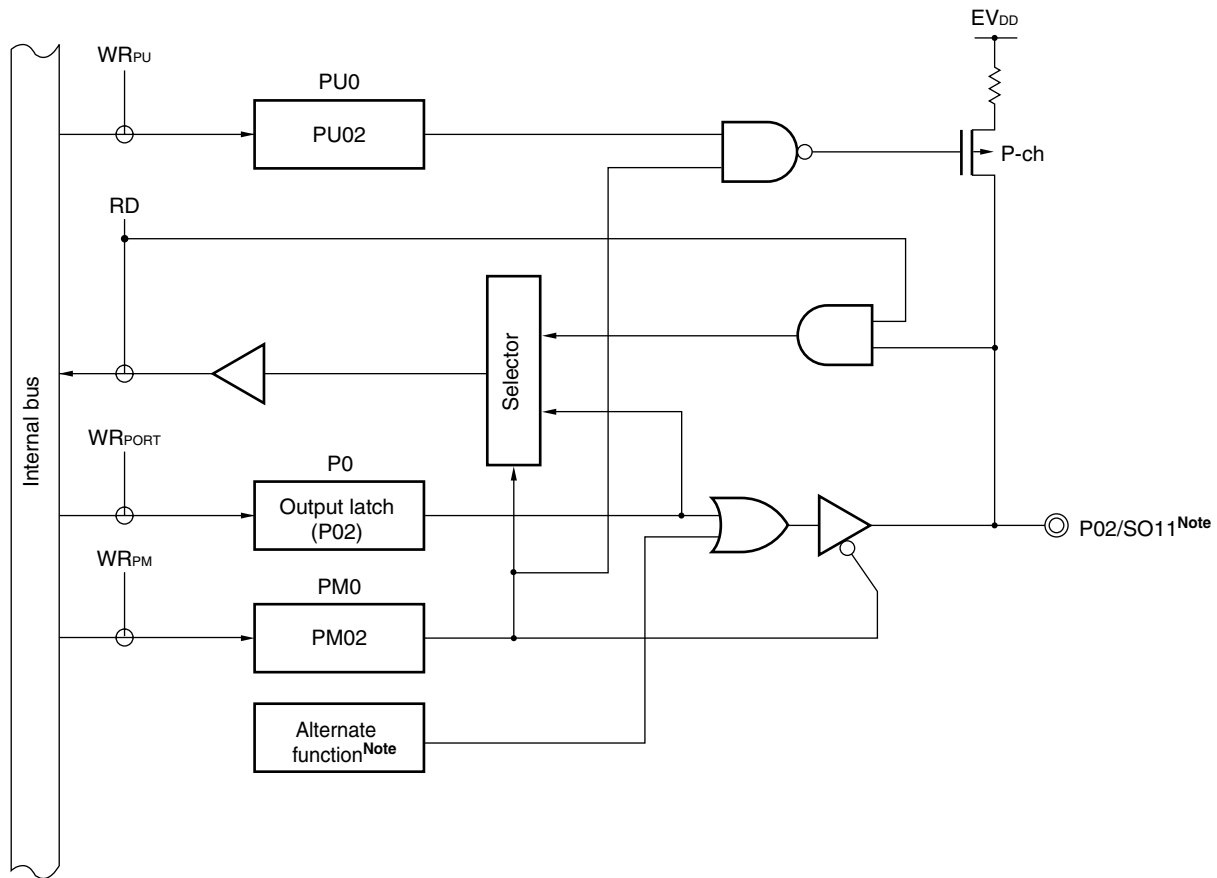 EVDD
WRPU
PU0
PU02
P-ch
RD
Selector
Internal bus
WRPORT
P0
Output latch
(P02)
P02/SO11Note
WRPM
PM0
PM02
Alternate
functionNote